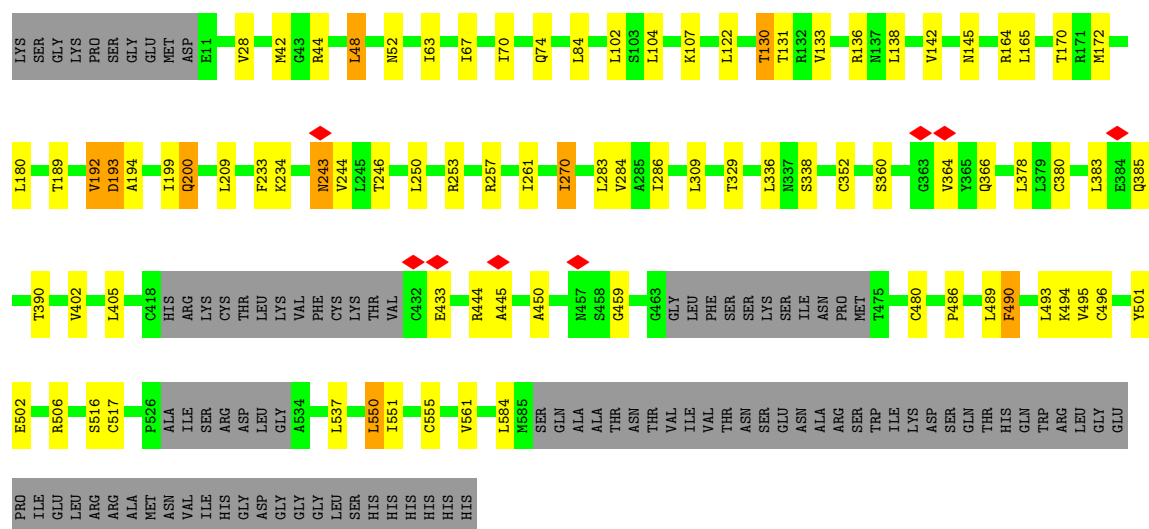 LYS SER GLY LYS PRO SER GLY GLU MET ASP E11 V28 M42 G43 R44 L48 N52 I63 I67 I70 Q74 L84 L102 S103 L104 K107 L122 T130 T131 R132 V133 R136 N137 L138 V142 N145 R164 L165 T170 R171 M172
L180 T189 V192 D193 A194 I199 Q200 L209 F233 K234 N243 V244 L245 T246 L250 R253 R257 I261 I270 L283 V284 A285 I286 L309 T329 L336 N337 S338 C352 S360 G363 V364 Y365 Q366 L378 L379 C380 L383 E384 Q385
T390 V402 L405 C418 HIS ARG LYS CYS THR LEU LYS VAL PHE CYS LYS THR VAL C432 E433 R444 A445 A450 N457 S458 G459 G463 GLY LEU PHE SER SER LYS SER ILE ASN PRO MET T475 C480 P486 L489 F490 L493 K494 V495 C496 Y501
E502 R506 S516 C517 P526 ALA ILE SER ARG ASP LEU GLY A534 L537 L550 I551 C555 V561 L584 M585 SER GLN ALA ALA THR ASN THR VAL ILE VAL THR ASN SER GLU ASN ALA ARG SER TRP ILE LYS ASP SER GLN THR HIS GLN TRP ARG LEU GLY GLU
PRO ILE GLU LEU ARG ARG ALA MET ASN VAL ILE HIS GLY ASP GLY GLY GLY LEU SER HIS HIS HIS HIS HIS HIS